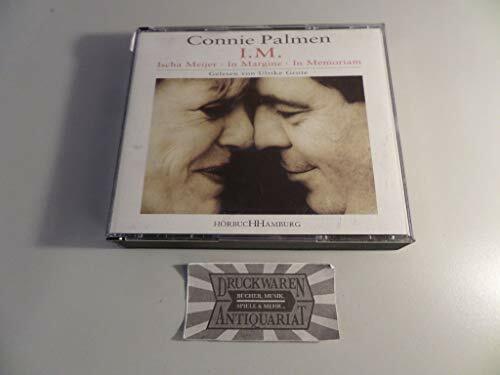 Connie Palmen
I.M.
Ischa Meijer · In Margine · In Memoriam
Gelesen von Ulrike Grote
HÖRBUCHHAMBURG
DRUCKWAREN
BÜCHER, MUSIK,
SPIELE & MEHR...
ANTIQUARIAT